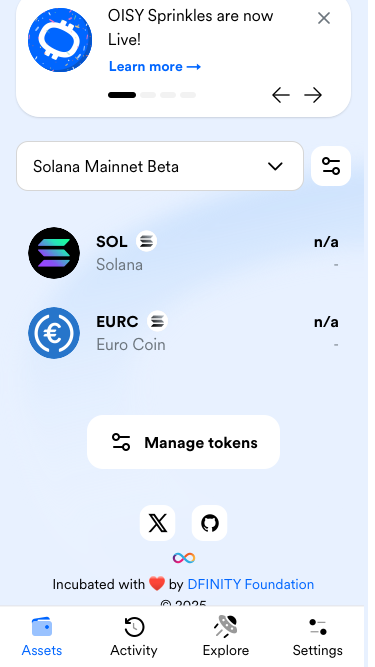 OISY Sprinkles are now
Live!
Learn more →
Solana Mainnet Beta
SOL n/a
Solana -
EURC n/a
Euro Coin -
Manage tokens
Incubated with ❤️ by DFINITY Foundation
© 2025
Assets Activity Explore Settings